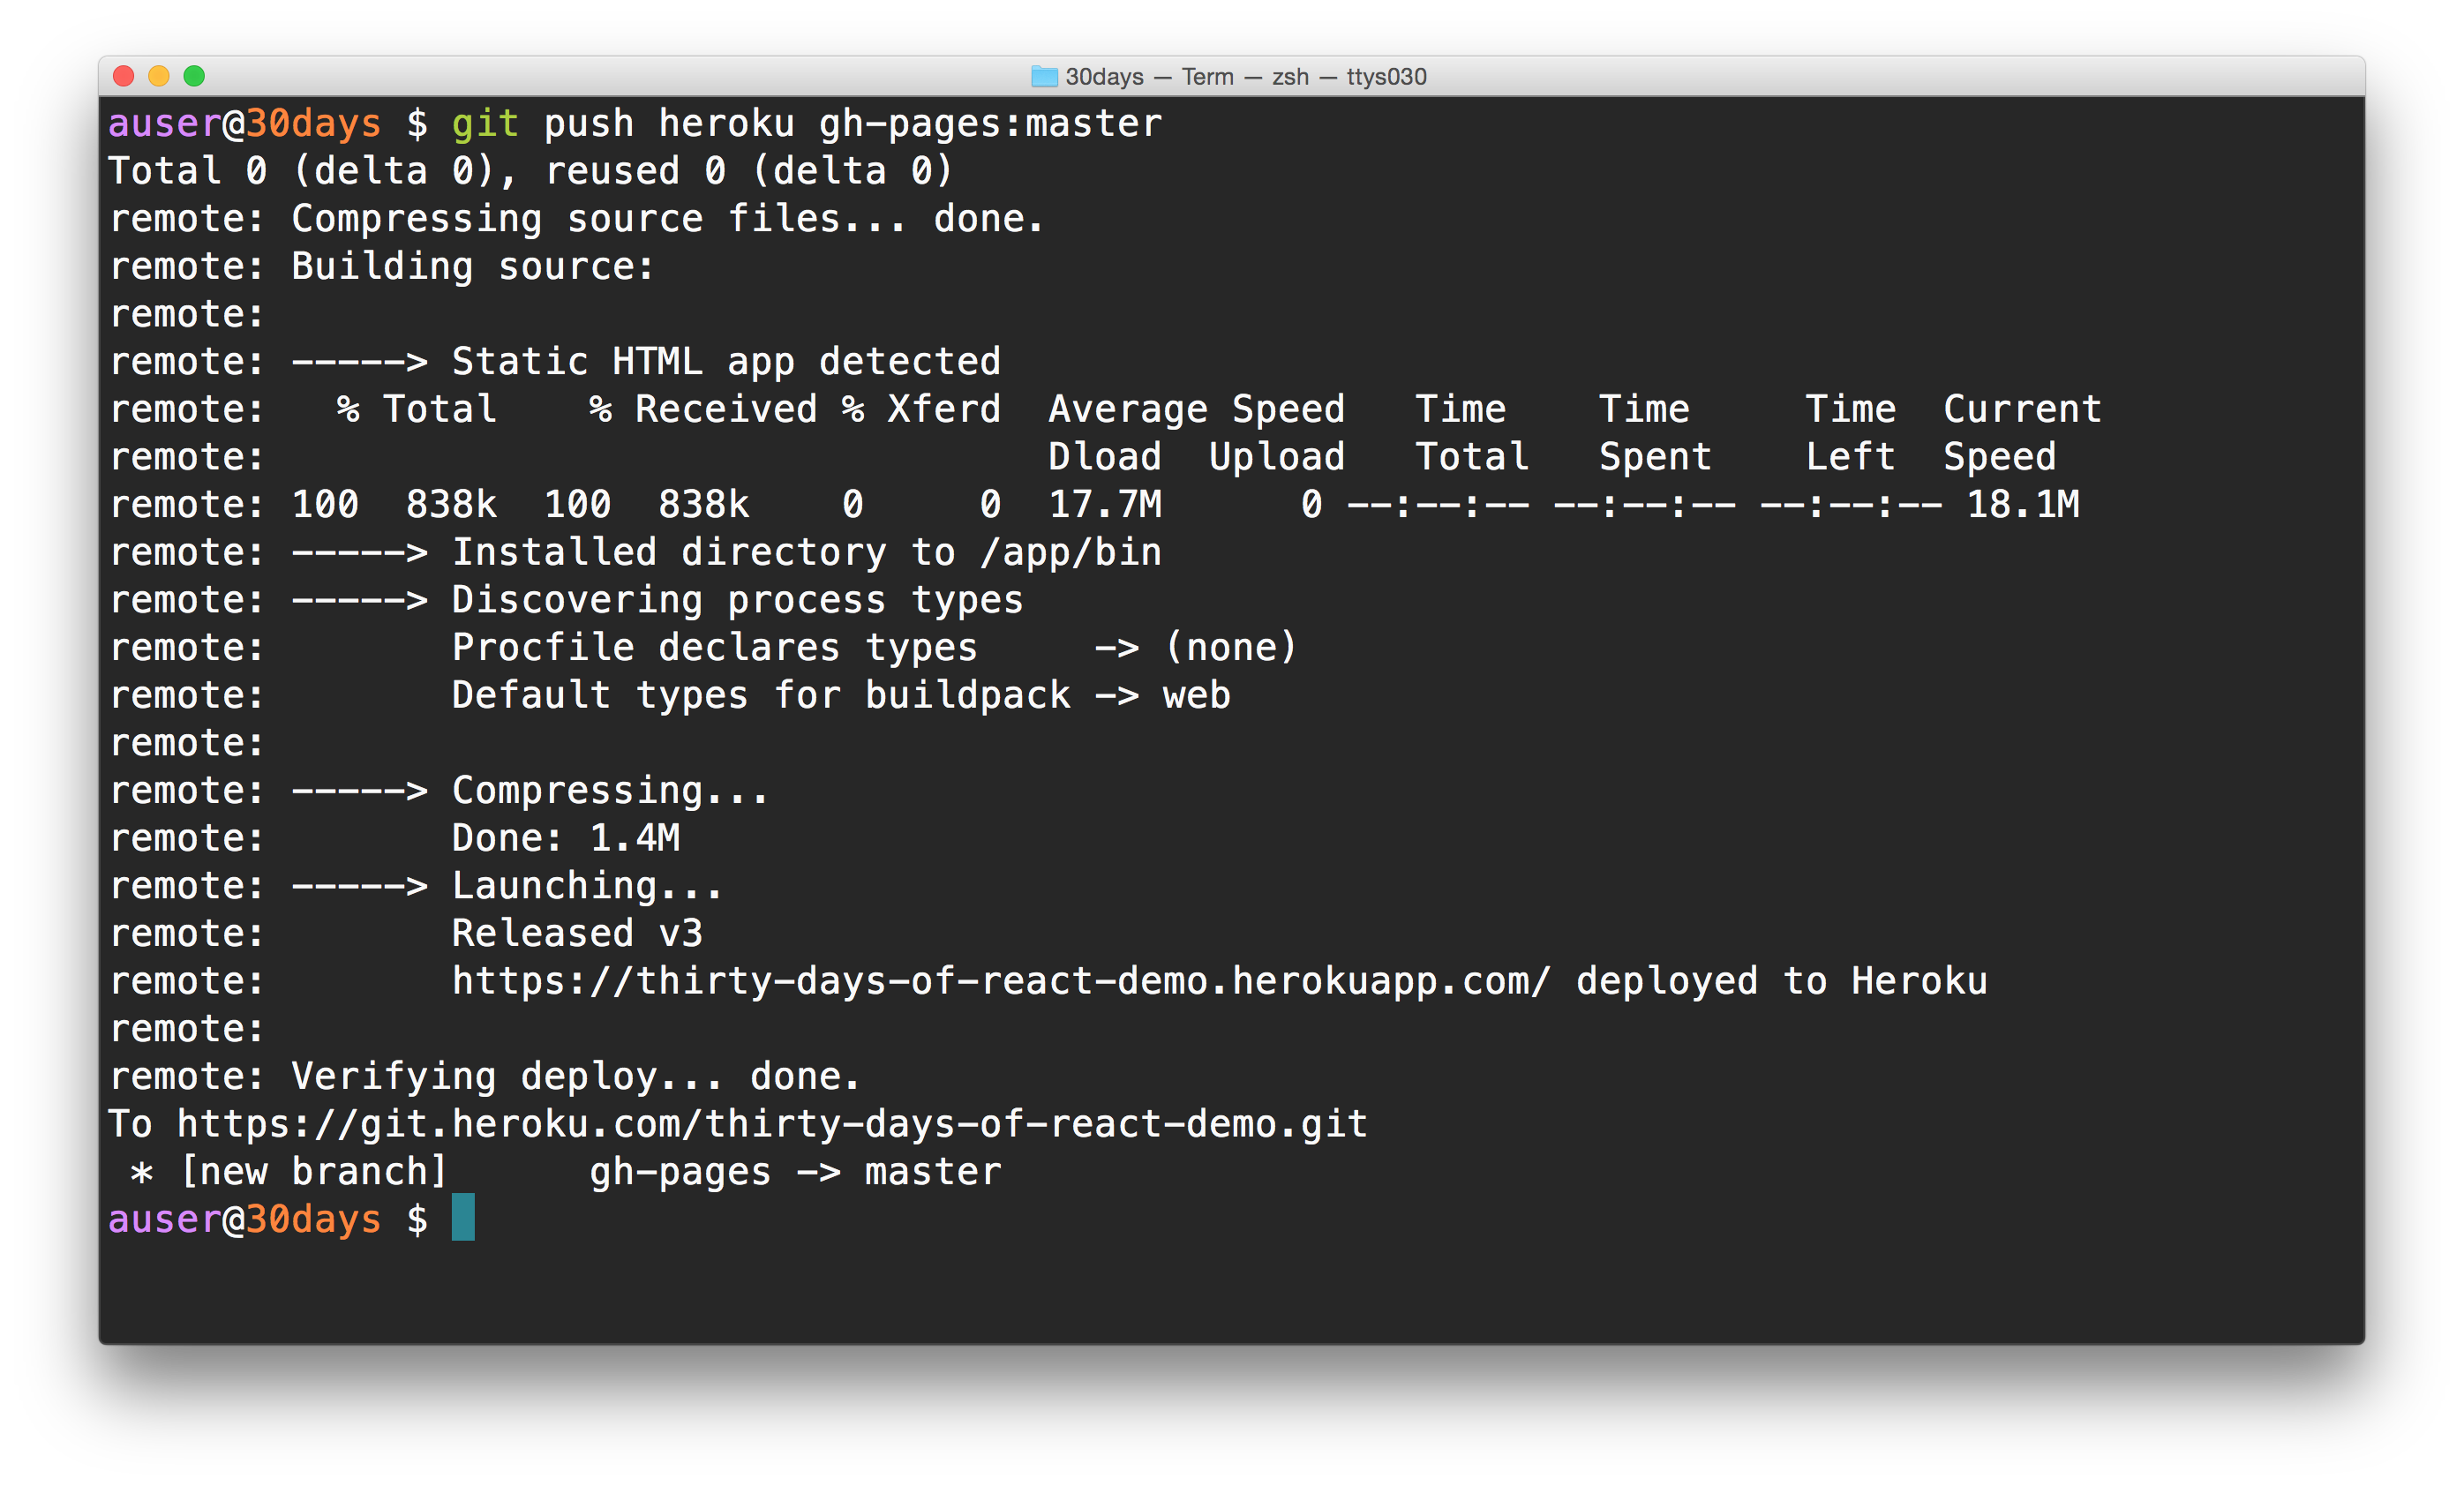 30days — Term — zsh — ttys030
auser@30days $ git push heroku gh-pages:master
Total 0 (delta 0), reused 0 (delta 0)
remote: Compressing source files... done.
remote: Building source:
remote:
remote: -----> Static HTML app detected
remote:   % Total    % Received % Xferd  Average Speed   Time    Time     Time  Current
remote:                                  Dload  Upload   Total   Spent    Left  Speed
remote: 100  838k  100  838k    0     0  17.7M      0 --:--:-- --:--:-- --:--:-- 18.1M
remote: -----> Installed directory to /app/bin
remote: -----> Discovering process types
remote:        Procfile declares types     -> (none)
remote:        Default types for buildpack -> web
remote:
remote: -----> Compressing...
remote:        Done: 1.4M
remote: -----> Launching...
remote:        Released v3
remote:        https://thirty-days-of-react-demo.herokuapp.com/ deployed to Heroku
remote:
remote: Verifying deploy... done.
To https://git.heroku.com/thirty-days-of-react-demo.git
 * [new branch]      gh-pages -> master
auser@30days $